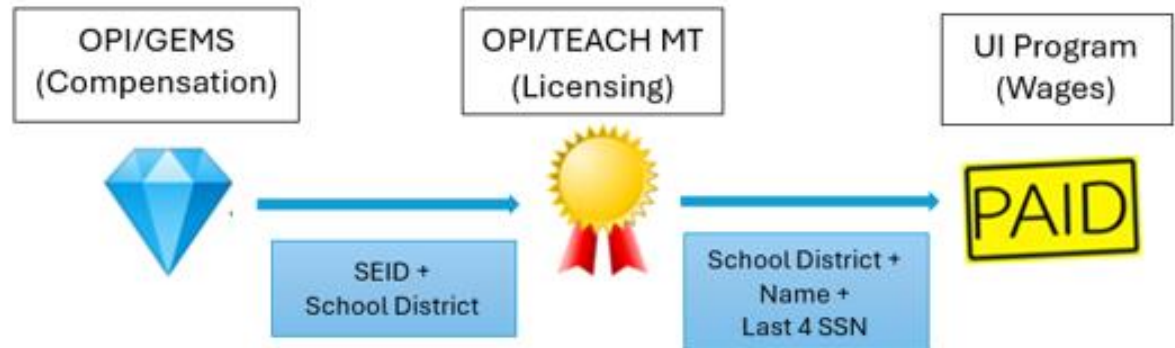 OPI/GEMS
(Compensation)
OPI/TEACH MT
(Licensing)
UI Program
(Wages)
PAID
SEID +
School District
School District +
Name +
Last 4 SSN